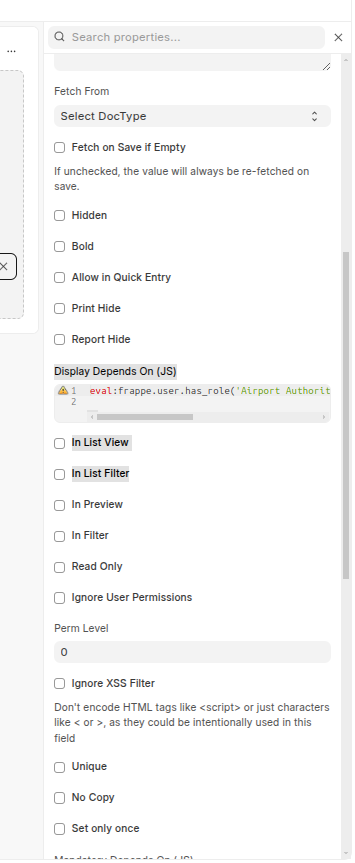 ...
Search properties...
Fetch From
Select DocType
Fetch on Save if Empty
If unchecked, the value will always be re-fetched on
save.
Hidden
Bold
Allow in Quick Entry
Print Hide
Report Hide
Display Depends On (JS)
1 eval:frappe.user.has_role('Airport Authorit
2
In List View
In List Filter
In Preview
In Filter
Read Only
Ignore User Permissions
Perm Level
0
Ignore XSS Filter
Don't encode HTML tags like <script> or just characters
like < or >, as they could be intentionally used in this
field
Unique
No Copy
Set only once
Mandatory Depends On (JS)